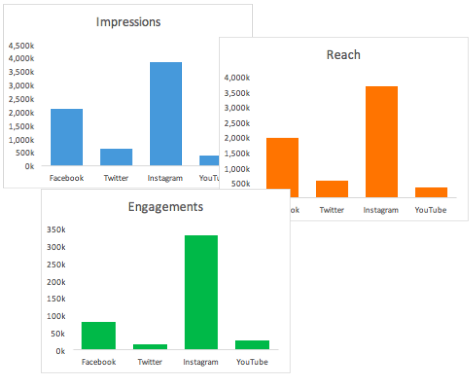 Impressions
4,500k
4,000k
3,500k
3,000k
2,500k
2,000k
1,500k
1,000k
500k
0k
Facebook Twitter Instagram
Reach
4,000k
3,500k
3,000k
2,500k
2,000k
1,500k
1,000k
500k
Twitter Instagram YouTube
Engagements
350k
300k
250k
200k
150k
100k
50k
0k
Facebook Twitter Instagram YouTube